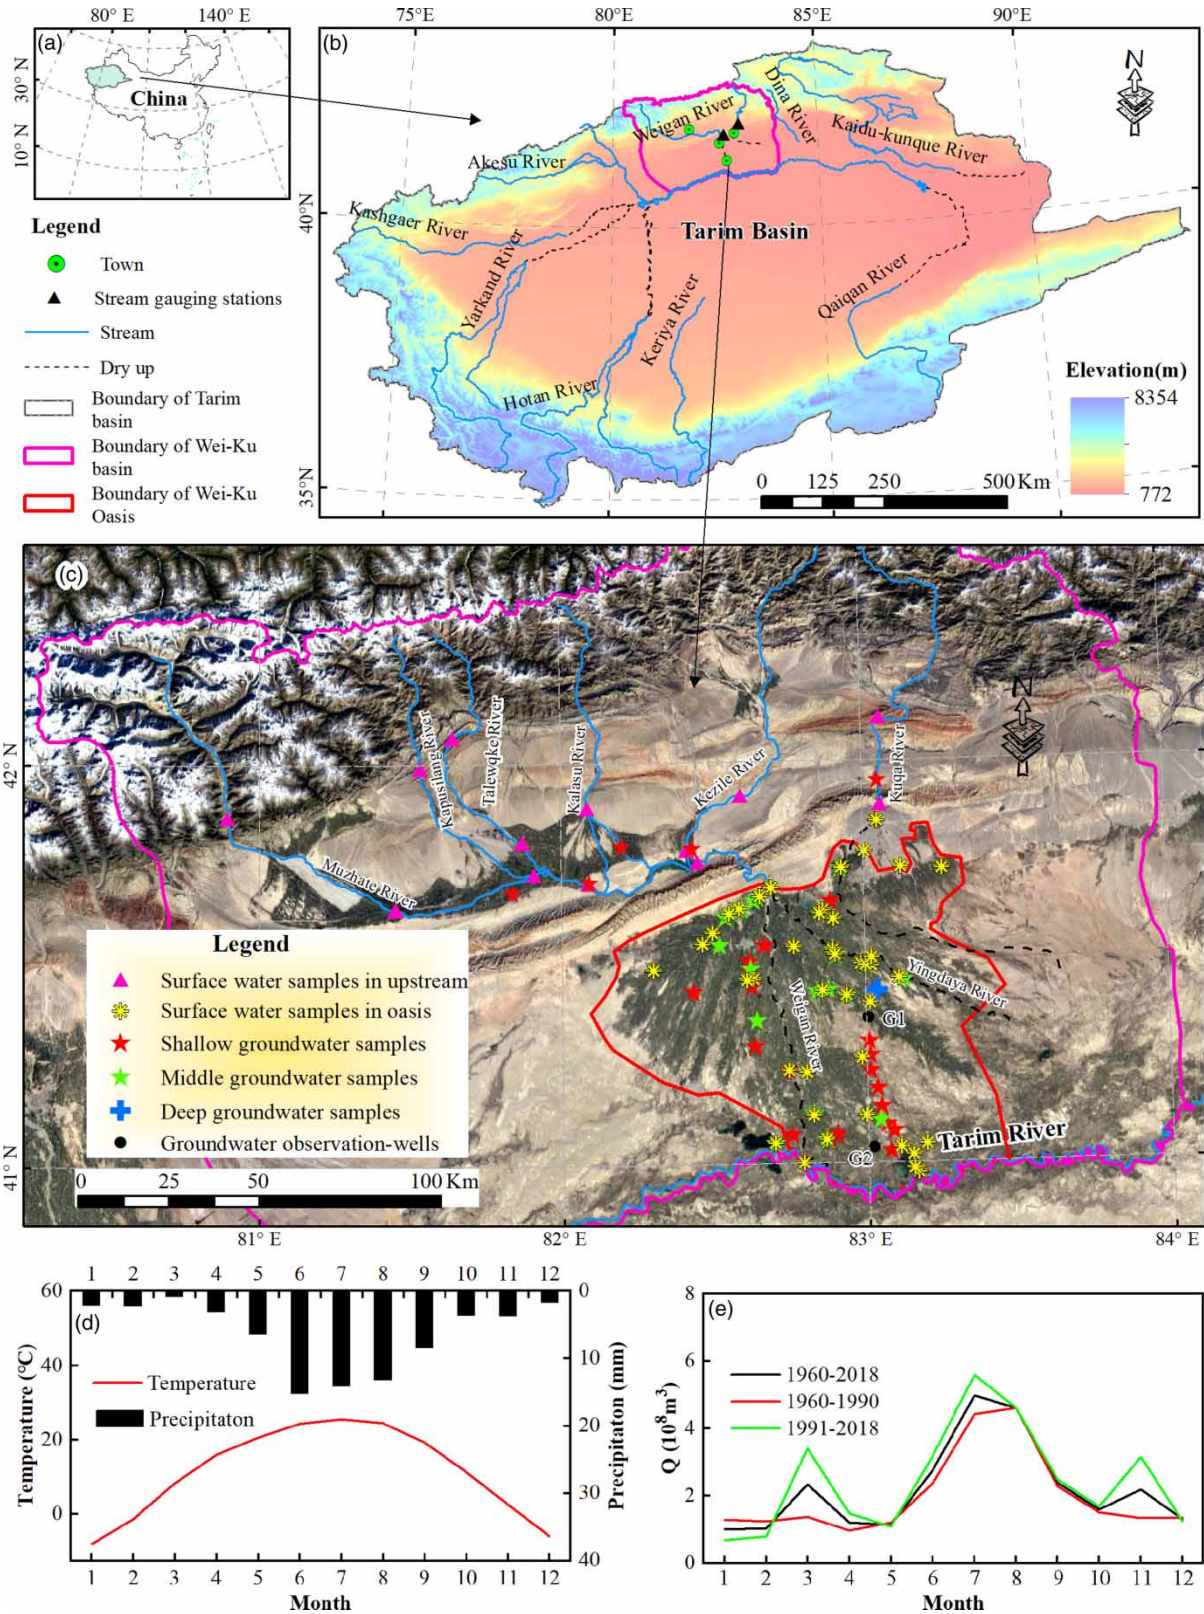 80° E 140° E
(a)
30° N
10° N
China
75° E 80° E 85° E 90° E
(b)
N
Weigan River
Dina River
Kaidu-kunque River
Akesu River
40°N
Kashgaer River
Tarim Basin
Yarkand River
Keriya River
Qaiqan River
Hotan River
35°N
Elevation(m)
8354
772
0 125 250 500 Km
Legend
Town
Stream gauging stations
Stream
Dry up
Boundary of Tarim
basin
Boundary of Wei-Ku
basin
Boundary of Wei-Ku
Oasis
(c)
N
42° N
Kapusilang River
Talewqke River
Kalasu River
Kezile River
Kuqa River
Muzhate River
Weigan River
Yingdaya River
G1
G2
Tarim River
41° N
Legend
Surface water samples in upstream
Surface water samples in oasis
Shallow groundwater samples
Middle groundwater samples
Deep groundwater samples
Groundwater observation-wells
0 25 50 100 Km
81° E 82° E 83° E 84° E
1 2 3 4 5 6 7 8 9 10 11 12
60
40
20
0
Temperature (°C)
(d)
Temperature
Precipitaton
0
10
20
30
40
Precipitaton (mm)
1 2 3 4 5 6 7 8 9 10 11 12
Month
8
6
4
2
0
Q (10⁸m³)
(e)
1960-2018
1960-1990
1991-2018
1 2 3 4 5 6 7 8 9 10 11 12
Month